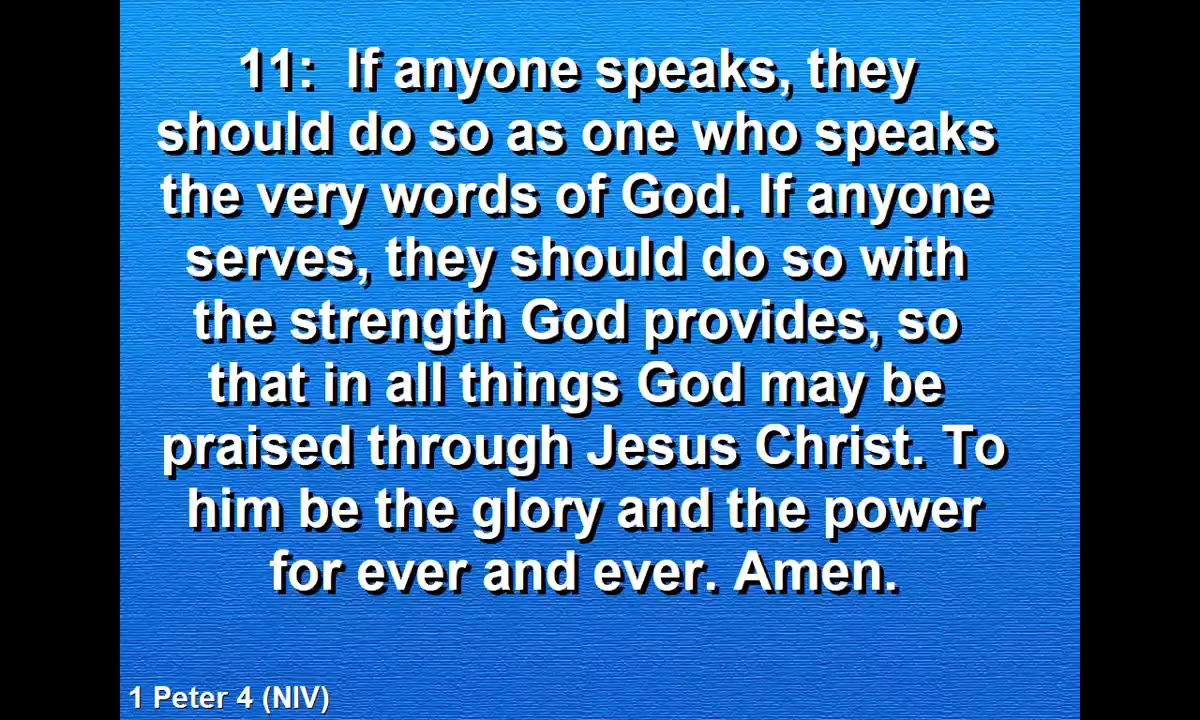 11:  If anyone speaks, they
should do so as one who speaks
the very words of God. If anyone
serves, they should do so with
the strength God provides, so
that in all things God may be
praised through Jesus Christ. To
him be the glory and the power
for ever and ever. Amen.
1 Peter 4 (NIV)